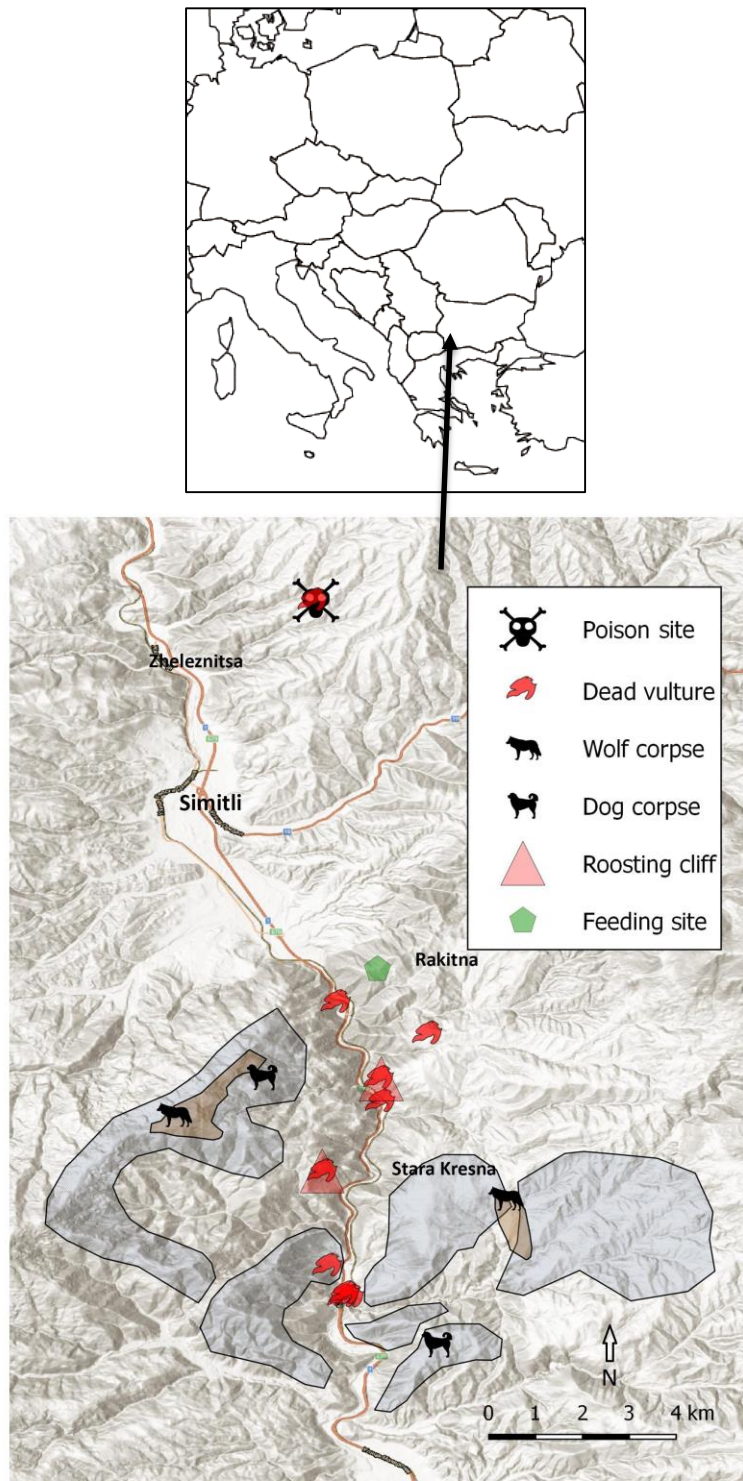 Zheleznitsa
Simitli
Rakitna
Stara Kresna
Poison site
Dead vulture
Wolf corpse
Dog corpse
Roosting cliff
Feeding site
N
0 1 2 3 4 km